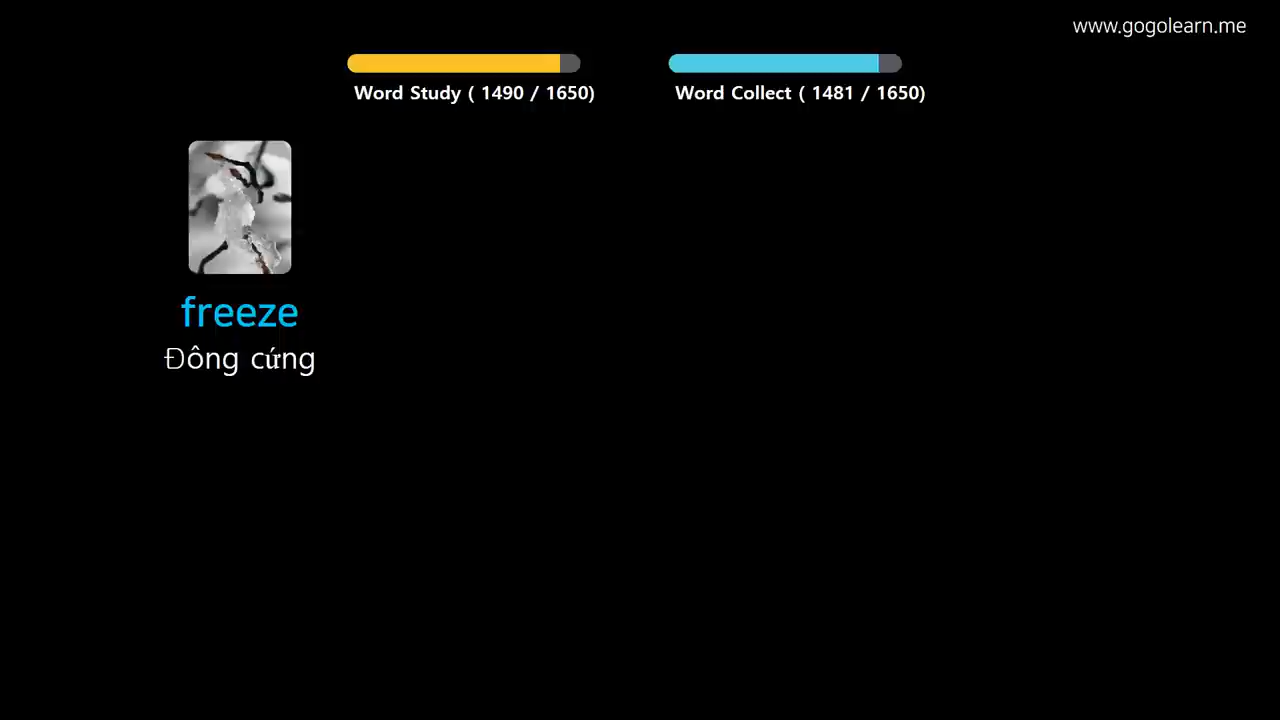 www.gogolearn.me
Word Study ( 1490 / 1650)
Word Collect ( 1481 / 1650)
freeze
Đông cứng